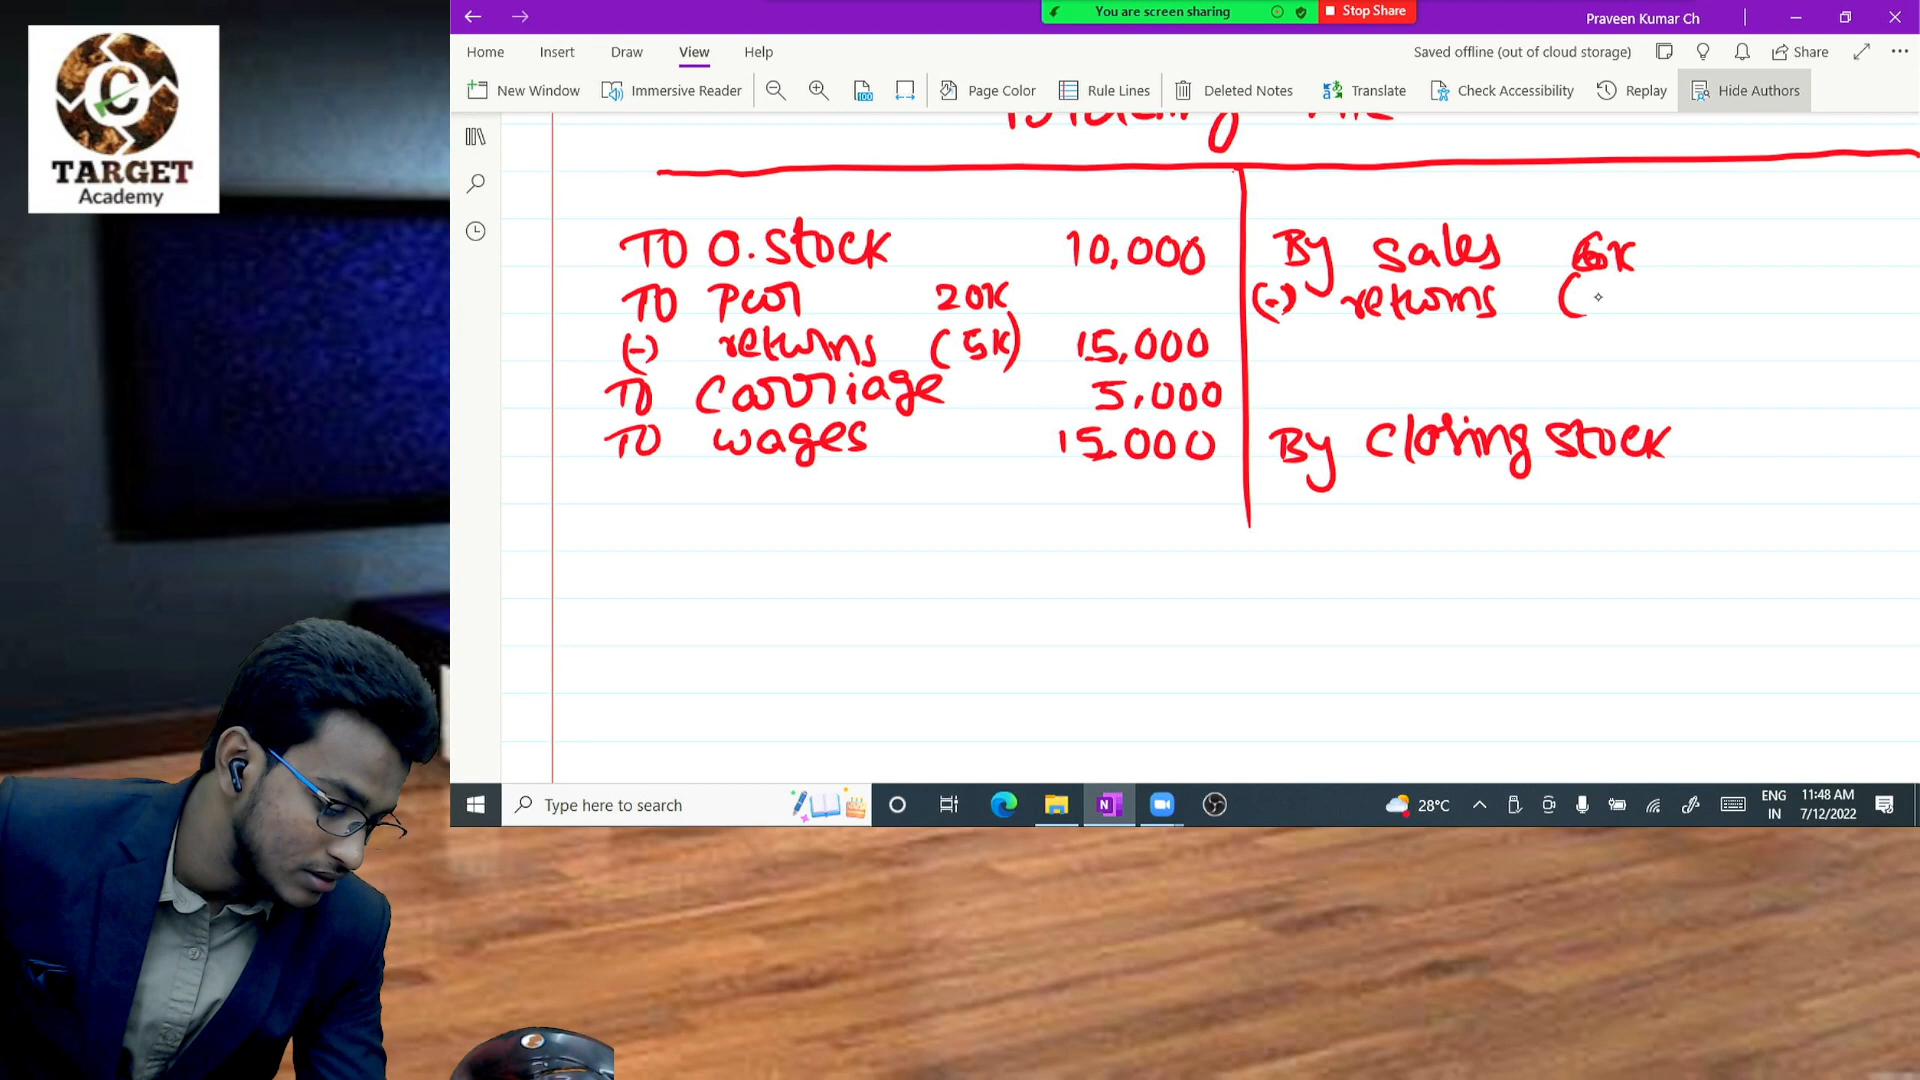 TARGET
Academy
You are screen sharing
Stop Share
Praveen Kumar Ch
Home Insert Draw View Help
Saved offline (out of cloud storage)
Share
New Window Immersive Reader Page Color Rule Lines Deleted Notes Translate Check Accessibility Replay Hide Authors
To O.Stock 10,000 By Sales
To Pur 20K (-) returns (
(-) returns (5K) 15,000
To Carriage 5,000
To wages 15.000 By Closing Stock
Type here to search
28°C
ENG
IN
11:48 AM
7/12/2022